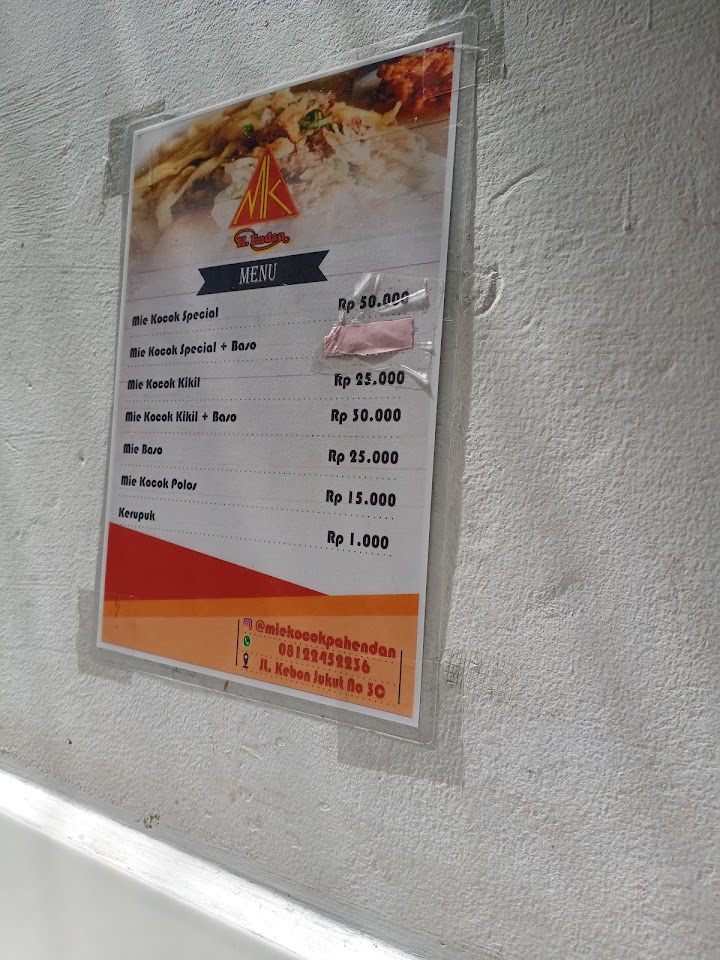 MK
H. Endan
MENU
Mie Kocok Special Rp 50.000
Mie Kocok Special + Baso
Mie Kocok Kikil Rp 25.000
Mie Kocok Kikil + Baso Rp 30.000
Mie Baso Rp 25.000
Mie Kocok Polos Rp 15.000
Kerupuk Rp 1.000
@miekocokpahendan
08122452236
JL. Kebon Jukut No 3C